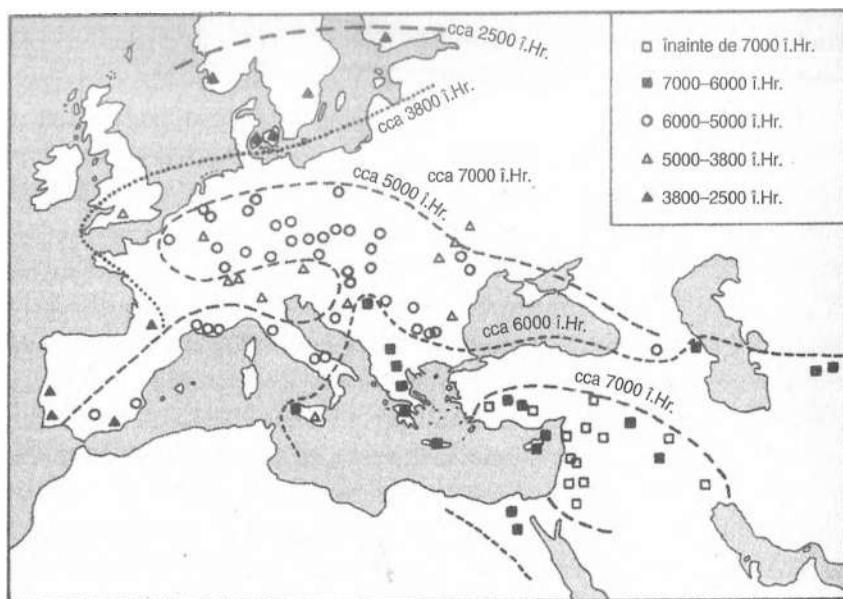 cca 2500 î.Hr.
cca 3800 î.Hr.
cca 5000 î.Hr.
cca 7000 î.Hr.
cca 6000 î.Hr.
cca 7000 î.Hr.
înainte de 7000 î.Hr.
7000–6000 î.Hr.
6000–5000 î.Hr.
5000–3800 î.Hr.
3800–2500 î.Hr.